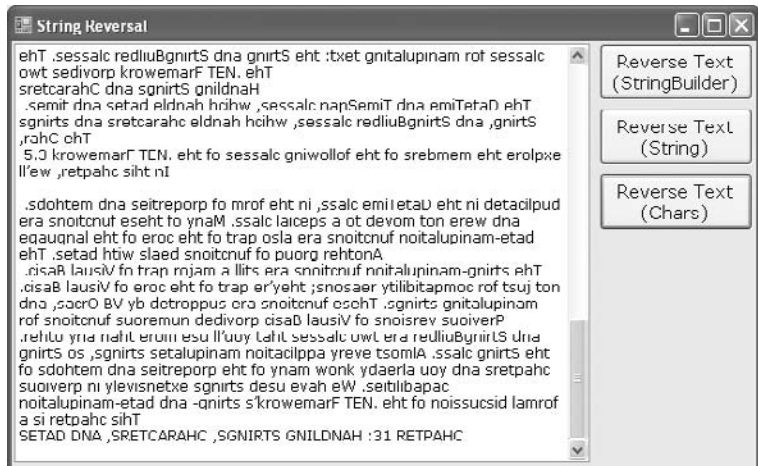 String Reversal
ehT .sessalc redliuBgnirtS dna gnirtS eht :txet gnitalupinam rof sessalc
owt sedivorp krowemarF TEN. ehT
sretcarahC dna sgnirtS gnildnaH
.semit dna setad eldnah hcihw ,sessalc napSemiT dna emiTetaD ehT
sgnirts dna sretcarahc eldnah hcihw ,sessalc redliuBgnirtS dna ,gnirtS
,rahC ehT
5.3 krowemarF TEN. eht fo sessalc gniwollof eht fo srebmem eht erolpxe
ll'ew ,retpahc siht nI
.sdohtem dna seitreporp fo mrof eht ni ,ssalc emiTetaD eht ni detacilpud
era snoitcnuf eseht fo ynaM .ssalc laiceps a ot devom ton erew dna
egaugnal eht fo eroc eht fo trap osla era snoitcnuf noitalupinam-etad
ehT .setad htiw slaed snoitcnuf fo puorg rehtonA
.cisaB lausiV fo trap rojam a llits era snoitcnuf noitalupinam-gnirts ehT
.cisaB lausiV fo eroc eht fo trap er'yeht ;snosaer ytilibitapmoc rof tsuj ton
dna ,sacrO BV yb detroppus era snoitcnuf esehT .sgnirts gnitalupinam
rof snoitcnuf suoremun dedivorp cisaB lausiV fo snoisrev suoiverP
.rehto yna naht erom esu ll'uoy taht sessalc owt era redliuBgnirtS dna
gnirtS os ,sgnirts setalupinam noitacilppa yreve tsomlA .ssalc gnirtS eht
fo sdohtem dna seitreporp eht fo ynam wonk ydaerla uoy dna sretpahc
suoiverp ni ylevisnetxe sgnirts desu evah eW .seitilibapac
noitalupinam-etad dna -gnirts s'krowemarF TEN. eht fo noissucsid lamrof
a si retpahc sihT
SETAD DNA ,SRETCARAHC ,SGNIRTS GNILDNAH :31 RETPAHC
Reverse Text
(StringBuilder)
Reverse Text
(String)
Reverse Text
(Chars)